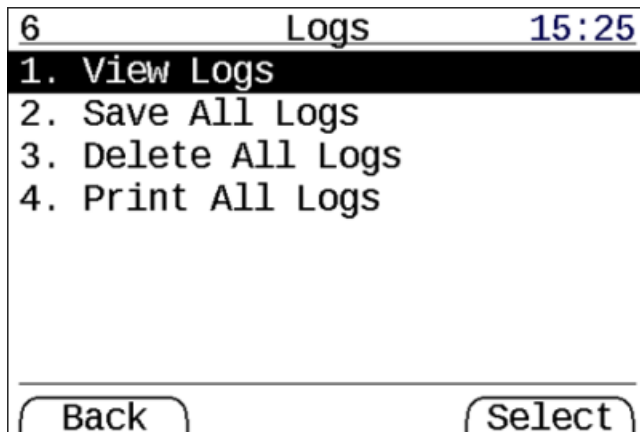 6 Logs 15:25
1. View Logs
2. Save All Logs
3. Delete All Logs
4. Print All Logs
Back Select